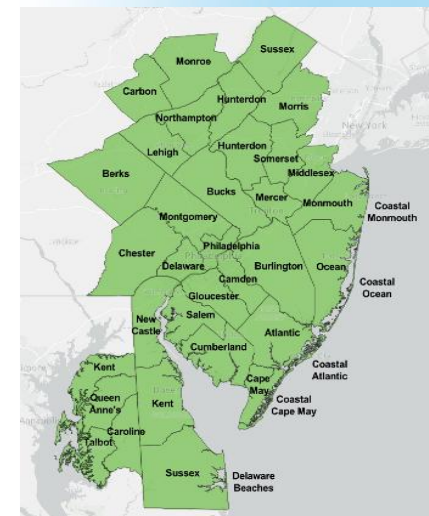 Sussex
Monroe
Carbon
Hunterdon
Morris
Northampton
Lehigh
Hunterdon
Somerset
Berks
Middlesex
Bucks
Mercer
Monmouth
Coastal
Monmouth
Montgomery
Chester
Philadelphia
Delaware
Burlington
Ocean
Camden
Coastal
Ocean
Gloucester
New
Castle
Salem
Atlantic
Cumberland
Coastal
Atlantic
Kent
Cape
May
Coastal
Cape May
Queen
Anne's
Kent
Caroline
Talbot
Sussex
Delaware
Beaches